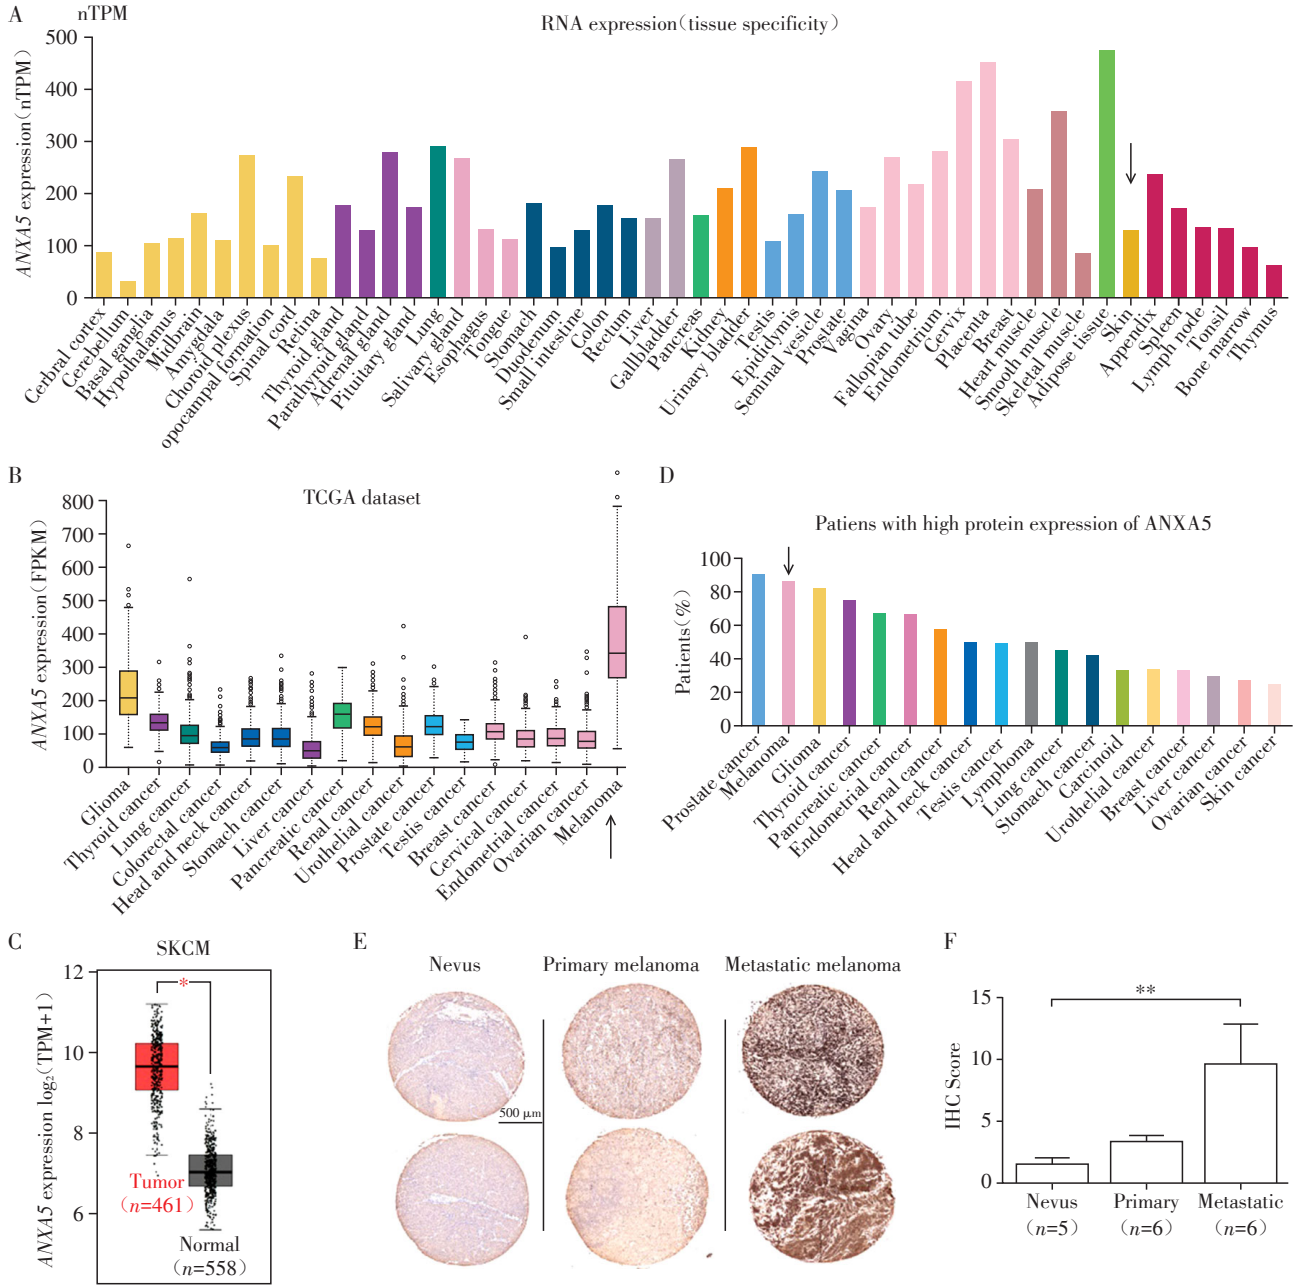 A
nTPM
RNA expression(tissue specificity)
ANXA5 expression(nTPM)
500
400
300
200
100
0
Cerbral cortex
Cerebellum
Basal ganglia
Hypothalamus
Midbrain
Amygdala
Choroid plexus
opocampal formation
Spinal cord
Retina
Thyroid gland
Parathyroid gland
Adrenal gland
Pituitary gland
Lung
Salivary gland
Esophagus
Tongue
Stomach
Duodenum
Small intestine
Colon
Rectum
Liver
Gallbladder
Pancreas
Kidney
Urinary bladder
Testis
Epididymis
Seminal vesicle
Prostate
Vagina
Ovary
Fallopian tube
Endometrium
Cervix
Placenta
Breast
Heart muscle
Smooth muscle
Skeletal muscle
Adipose tissue
Skin
Appendix
Spleen
Lymph node
Tonsil
Bone marrow
Thymus
B
TCGA dataset
ANXA5 expression(FPKM)
800
700
600
500
400
300
200
100
0
Glioma
Thyroid cancer
Lung cancer
Colorectal cancer
Head and neck cancer
Stomach cancer
Liver cancer
Pancreatic cancer
Renal cancer
Urothelial cancer
Prostate cancer
Testis cancer
Breast cancer
Cervical cancer
Endometrial cancer
Ovarian cancer
Melanoma
D
Patiens with high protein expression of ANXA5
Patients(%)
100
80
60
40
20
0
Prostate cancer
Melanoma
Glioma
Thyroid cancer
Pancreatic cancer
Endometrial cancer
Renal cancer
Head and neck cancer
Testis cancer
Lymphoma
Lung cancer
Stomach cancer
Carcinoid
Urothelial cancer
Breast cancer
Liver cancer
Ovarian cancer
Skin cancer
C
SKCM
ANXA5 expression log₂(TPM+1)
12
10
8
6
*
Tumor
(n=461)
Normal
(n=558)
E
Nevus
Primary melanoma
Metastatic melanoma
500 μm
F
IHC Score
15
10
5
0
**
Nevus
(n=5)
Primary
(n=6)
Metastatic
(n=6)